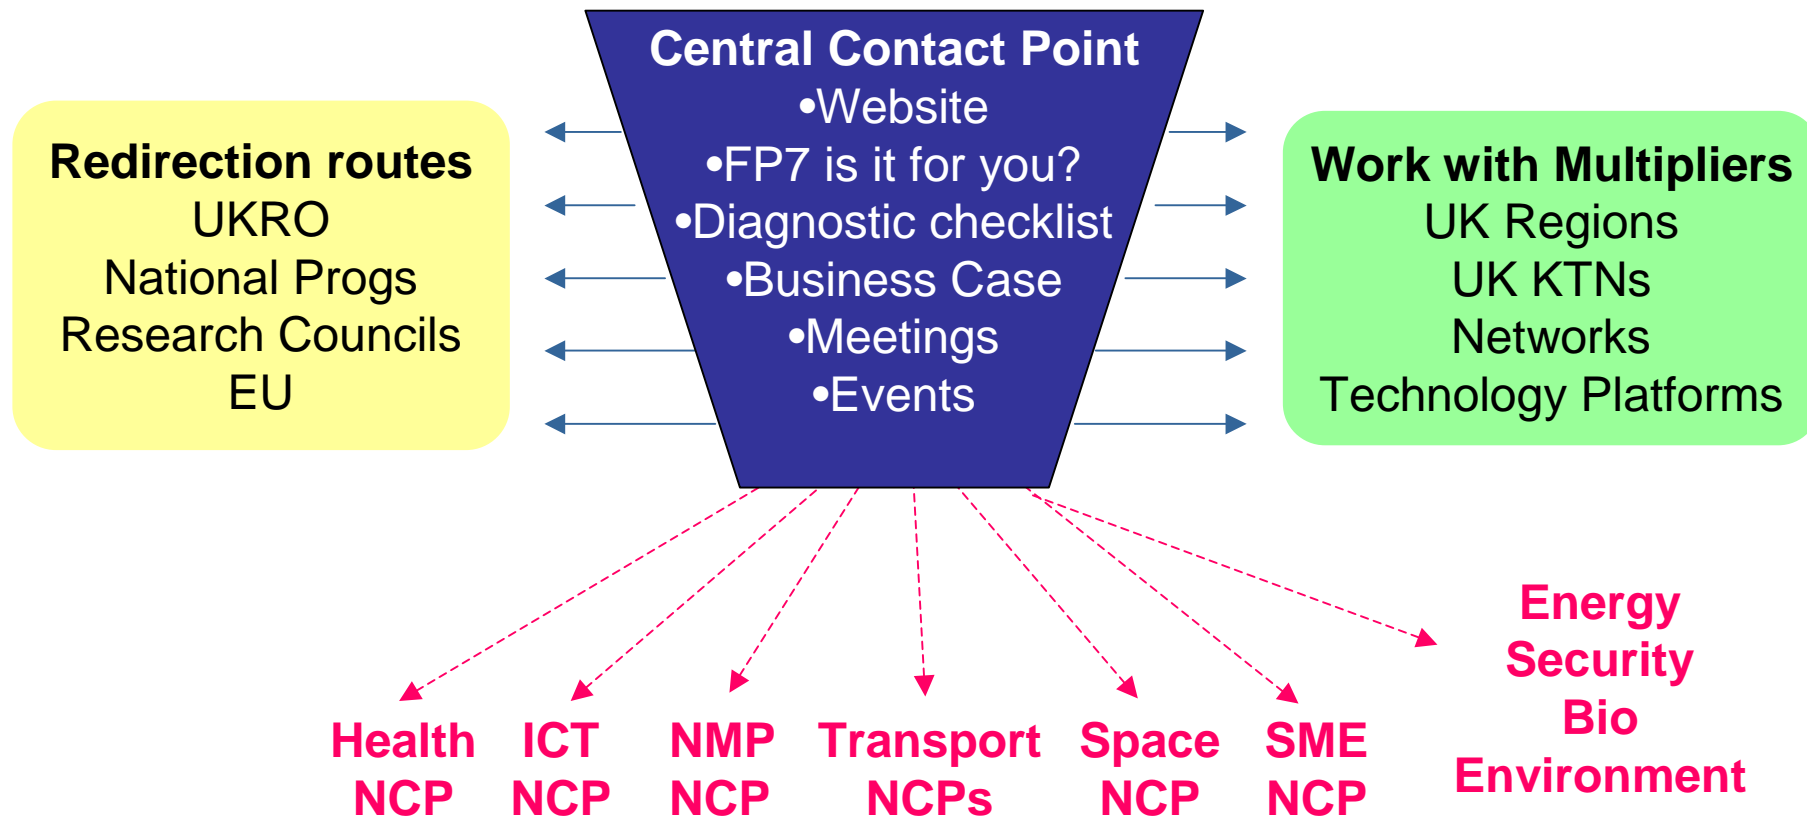 Central Contact Point
•Website
•FP7 is it for you?
•Diagnostic checklist
•Business Case
•Meetings
•Events
Redirection routes
UKRO
National Progs
Research Councils
EU
Work with Multipliers
UK Regions
UK KTNs
Networks
Technology Platforms
Health
NCP
ICT
NCP
NMP
NCP
Transport
NCPs
Space
NCP
SME
NCP
Energy
Security
Bio
Environment